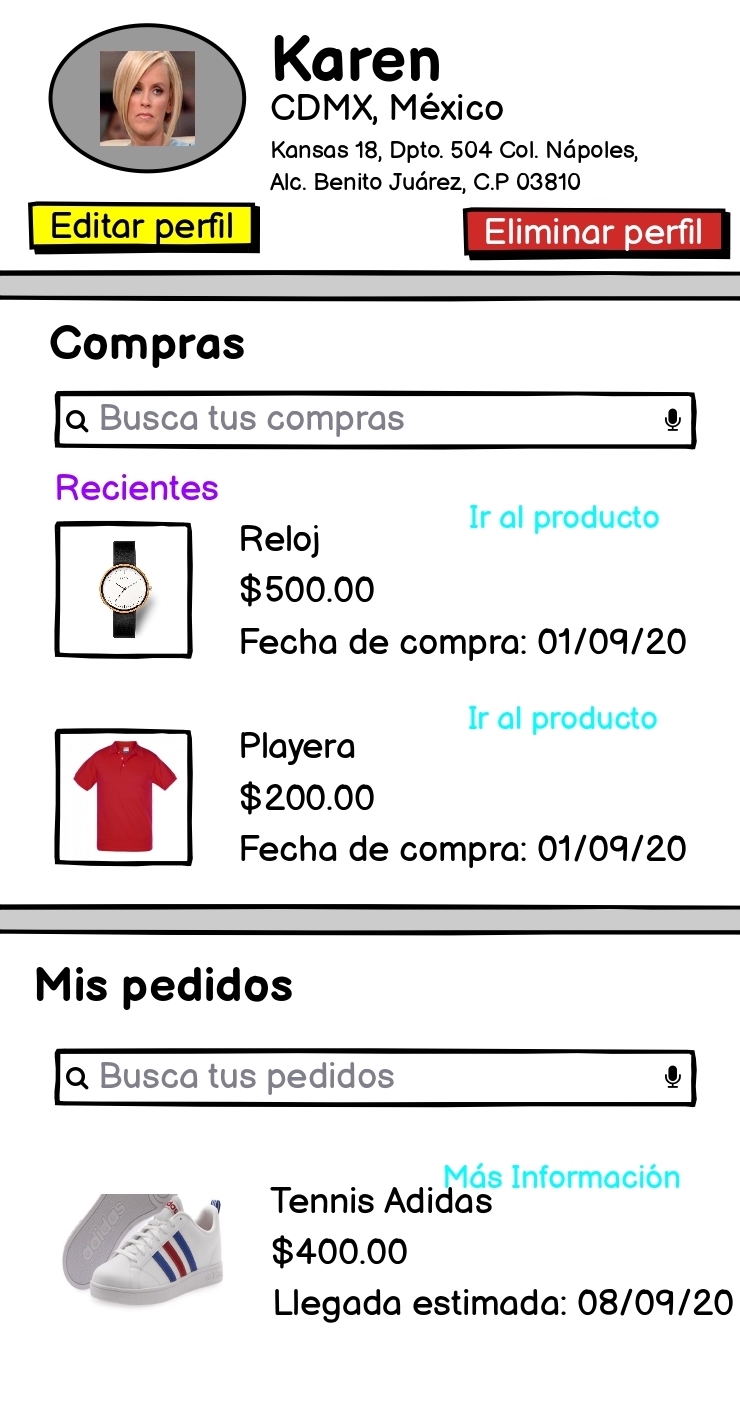 Karen
CDMX, México
Kansas 18, Dpto. 504 Col. Nápoles,
Alc. Benito Juárez, C.P 03810
Editar perfil
Eliminar perfil
Compras
Busca tus compras
Recientes
Ir al producto
Reloj
$500.00
Fecha de compra: 01/09/20
Ir al producto
Playera
$200.00
Fecha de compra: 01/09/20
Mis pedidos
Busca tus pedidos
Más Información
Tennis Adidas
$400.00
Llegada estimada: 08/09/20
adidas